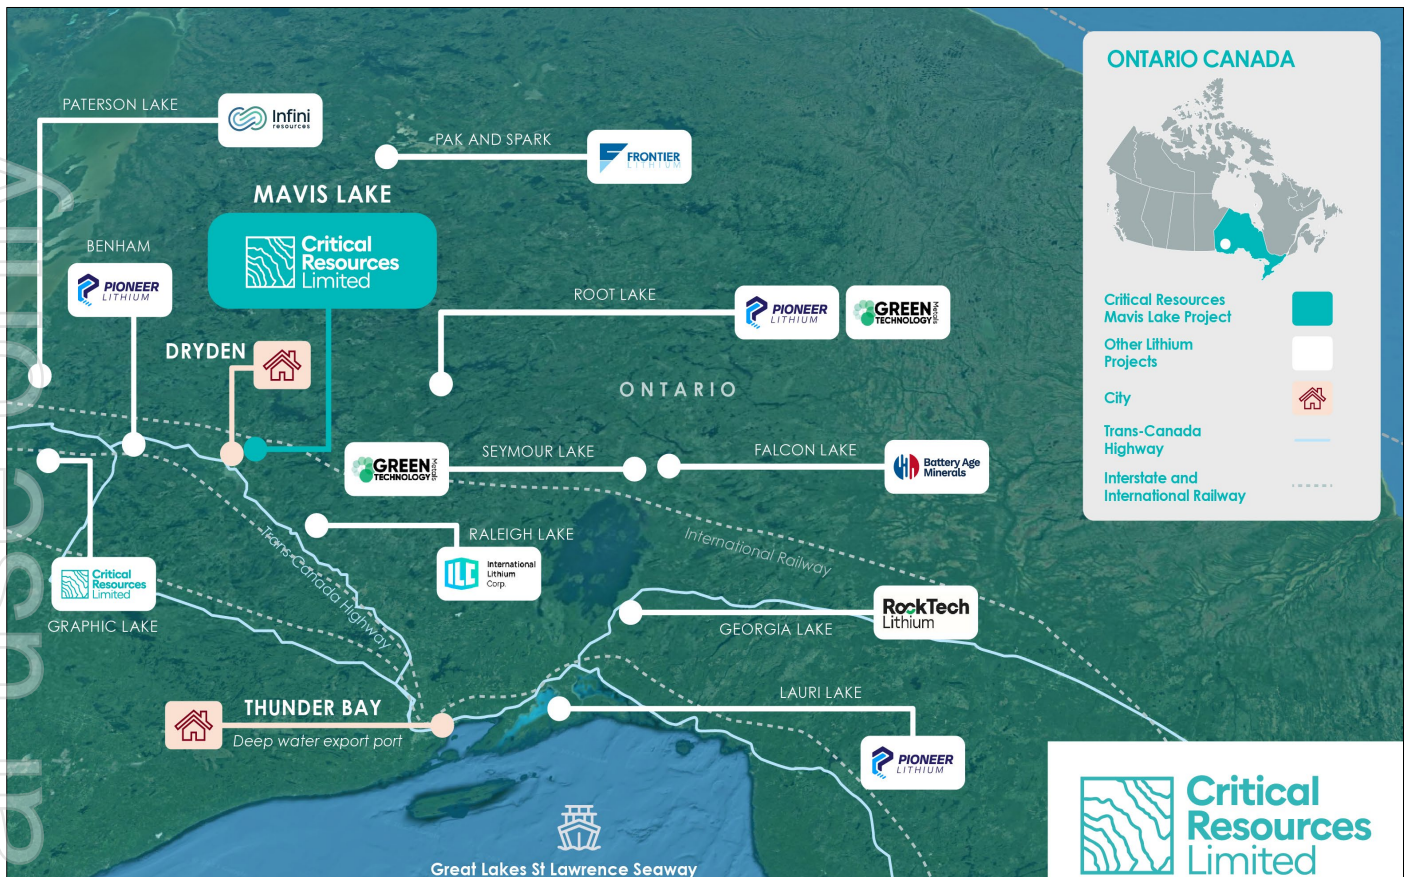 ONTARIO CANADA
PATERSON LAKE
Infini
resources
PAK AND SPARK
FRONTIER
LITHIUM
MAVIS LAKE
Critical
Resources
Limited
BENHAM
PIONEER
LITHIUM
ROOT LAKE
PIONEER
LITHIUM
GREEN
TECHNOLOGY
Metals
DRYDEN
ONTARIO
GREEN
TECHNOLOGY
Metals
SEYMOUR LAKE
FALCON LAKE
Battery Age
Minerals
RALEIGH LAKE
ILC
International
Lithium
Corp.
Trans-Canada Highway
International Railway
Critical
Resources
Limited
GRAPHIC LAKE
RockTech
Lithium
GEORGIA LAKE
LAURI LAKE
PIONEER
LITHIUM
THUNDER BAY
Deep water export port
Great Lakes St Lawrence Seaway
Critical Resources
Mavis Lake Project
Other Lithium
Projects
City
Trans-Canada
Highway
Interstate and
International Railway
Critical
Resources
Limited